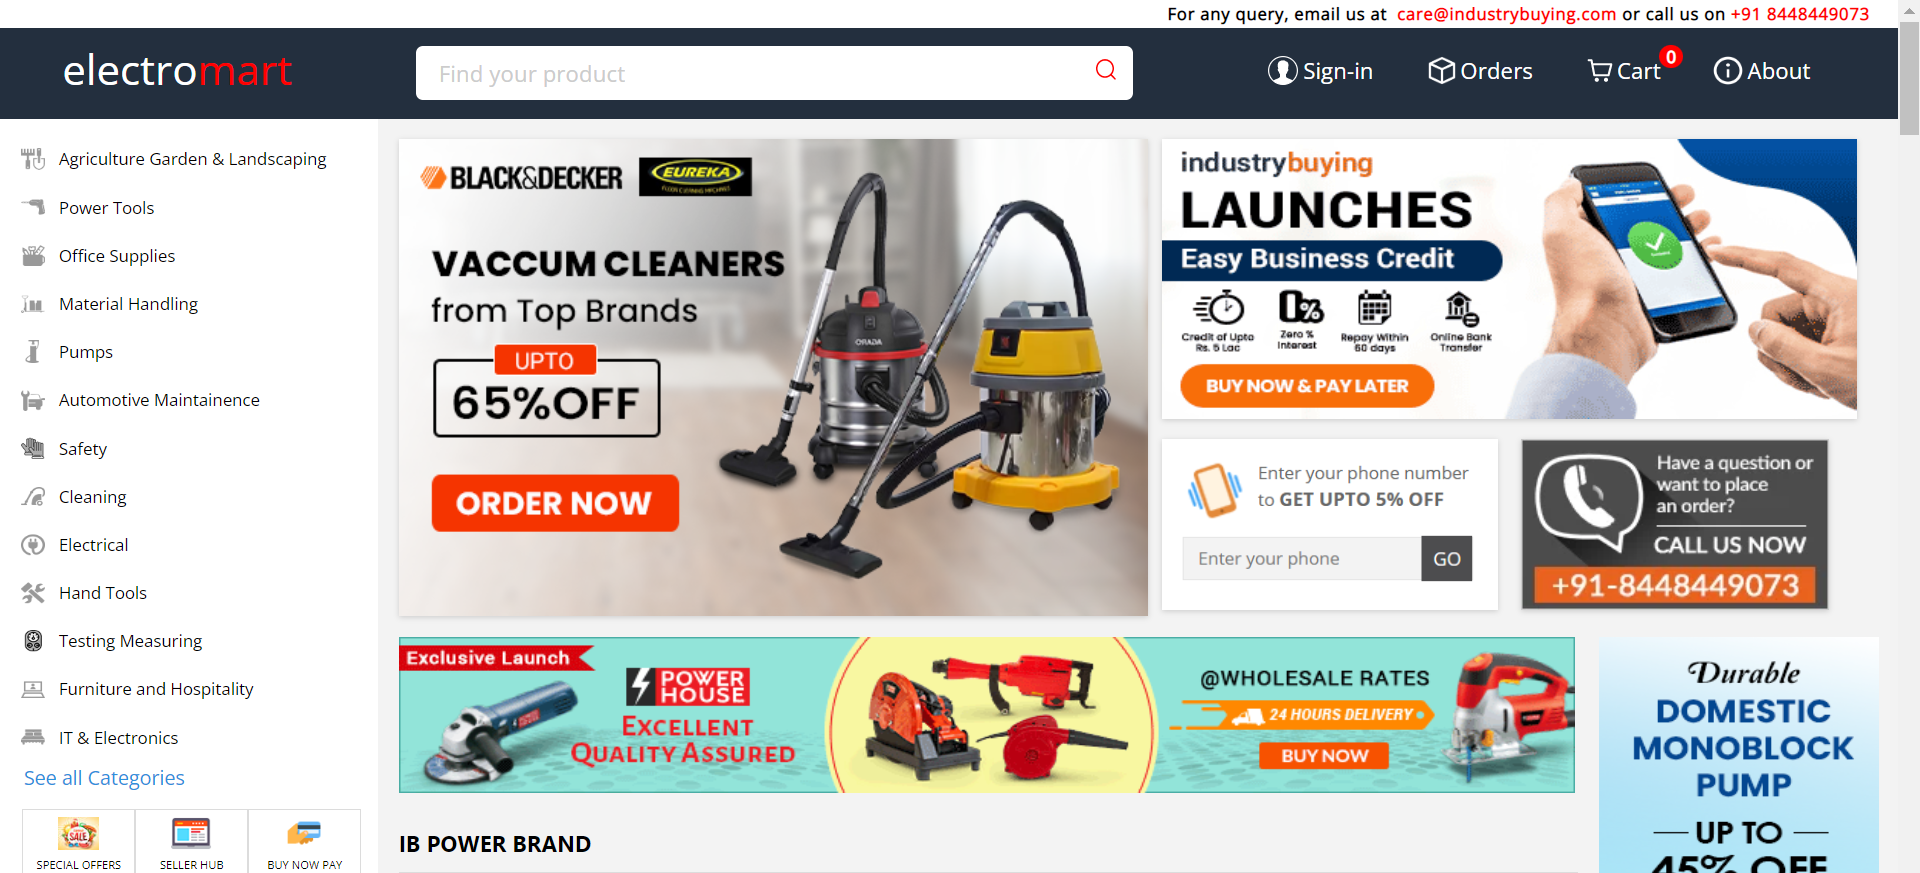 For any query, email us at care@industrybuying.com or call us on +91 8448449073
electromart
Find your product
Sign-in
Orders
Cart
0
About
Agriculture Garden & Landscaping
Power Tools
Office Supplies
Material Handling
Pumps
Automotive Maintainence
Safety
Cleaning
Electrical
Hand Tools
Testing Measuring
Furniture and Hospitality
IT & Electronics
See all Categories
SALE
SPECIAL OFFERS
SELLER HUB
BUY NOW PAY
BLACK&DECKER
EUREKA
FLOOR CLEANING MACHINES
VACCUM CLEANERS
from Top Brands
UPTO
65%OFF
ORDER NOW
ORADA
industrybuying
LAUNCHES
Easy Business Credit
Credit of Upto
Rs. 5 Lac
Zero %
Interest
Repay Within
60 days
Online Bank
Transfer
BUY NOW & PAY LATER
Enter your phone number
to GET UPTO 5% OFF
Enter your phone
GO
Have a question or
want to place
an order?
CALL US NOW
+91-8448449073
Exclusive Launch
POWER
HOUSE
EXCELLENT
QUALITY ASSURED
@WHOLESALE RATES
24 HOURS DELIVERY
BUY NOW
Durable
DOMESTIC
MONOBLOCK
PUMP
UP TO
45% OFF
IB POWER BRAND